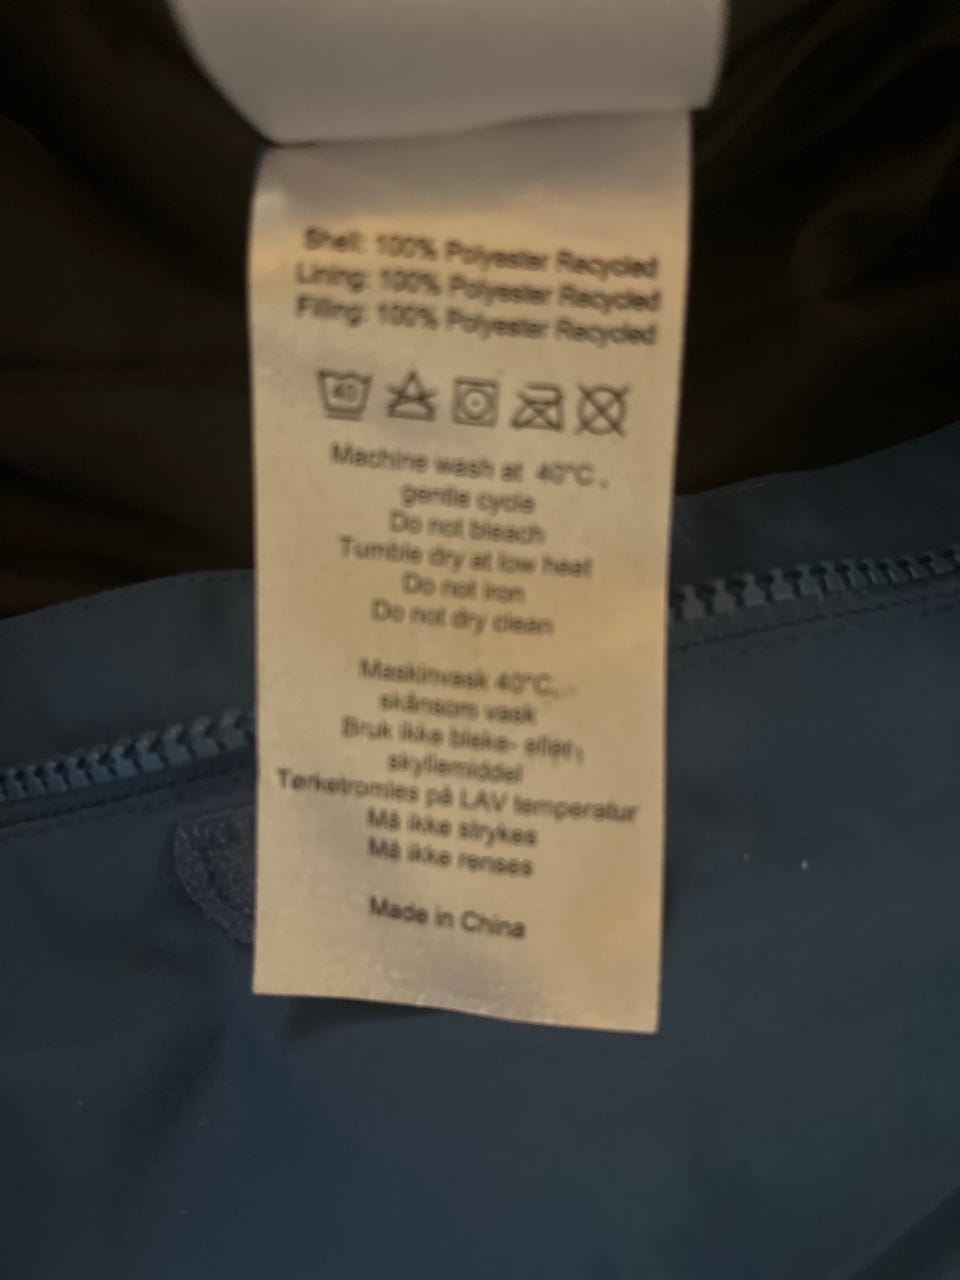 Shell: 100% Polyester Recycled
Lining: 100% Polyester Recycled
Filling: 100% Polyester Recycled
40
Machine wash at 40°C,
gentle cycle
Do not bleach
Tumble dry at low heat
Do not iron
Do not dry clean
Maskinvask 40°C,
skånsom vask
Bruk ikke bleke- eller
skyllemiddel
Tørketromles på LAV temperatur
Må ikke strykes
Må ikke renses
Made in China